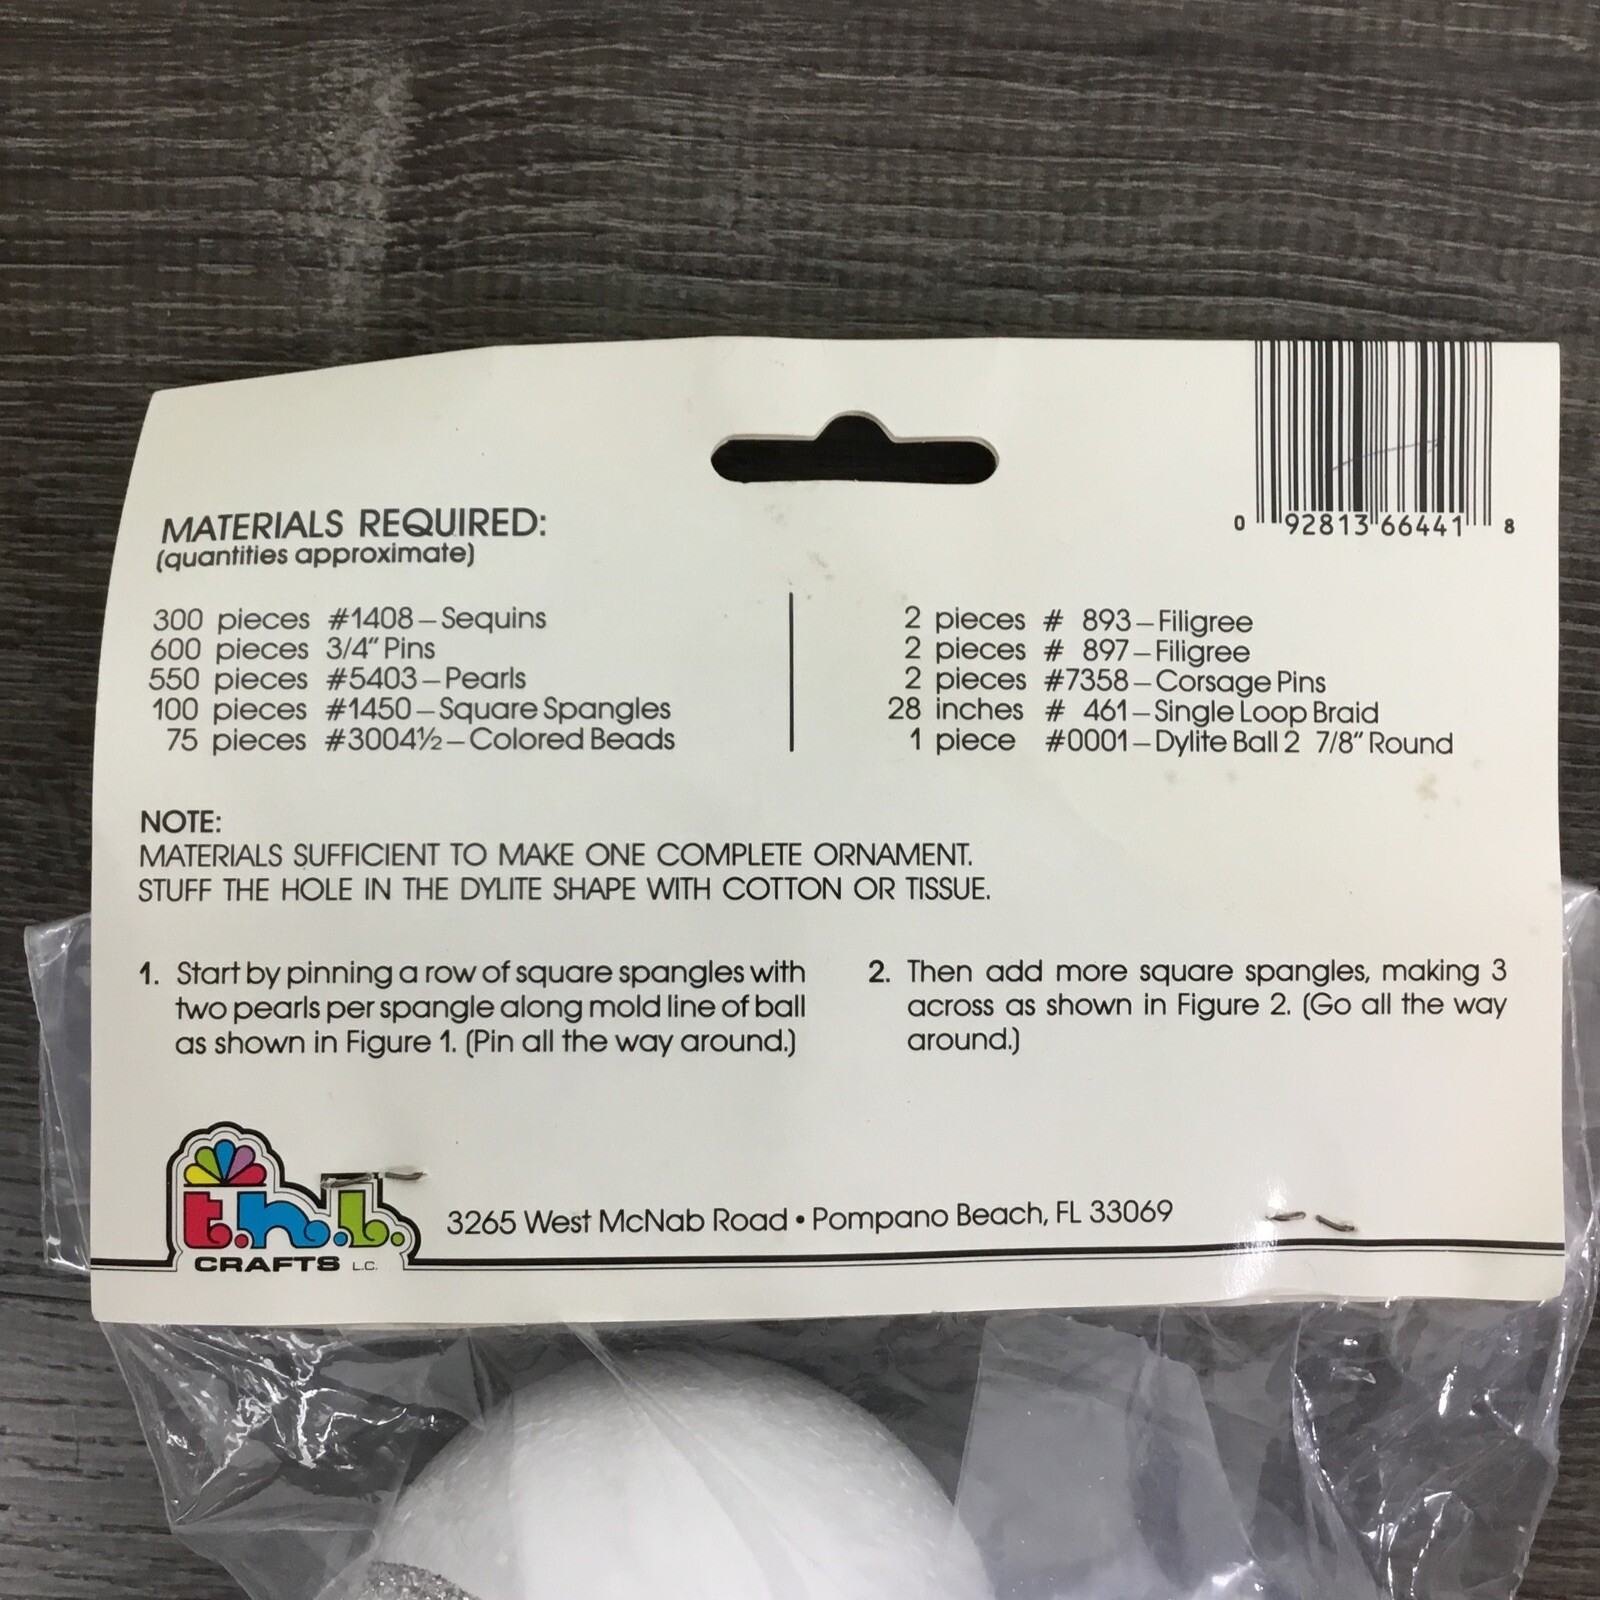 0 92813 66441 8
MATERIALS REQUIRED:
(quantities approximate)
300 pieces #1408–Sequins
600 pieces 3/4" Pins
550 pieces #5403–Pearls
100 pieces #1450–Square Spangles
75 pieces #3004½–Colored Beads
2 pieces # 893–Filigree
2 pieces # 897–Filigree
2 pieces #7358–Corsage Pins
28 inches # 461–Single Loop Braid
1 piece #0001–Dylite Ball 2 7/8" Round
NOTE:
MATERIALS SUFFICIENT TO MAKE ONE COMPLETE ORNAMENT.
STUFF THE HOLE IN THE DYLITE SHAPE WITH COTTON OR TISSUE.
1. Start by pinning a row of square spangles with
two pearls per spangle along mold line of ball
as shown in Figure 1. (Pin all the way around.)
2. Then add more square spangles, making 3
across as shown in Figure 2. (Go all the way
around.)
t.n.b.
CRAFTS L.C.
3265 West McNab Road • Pompano Beach, FL 33069